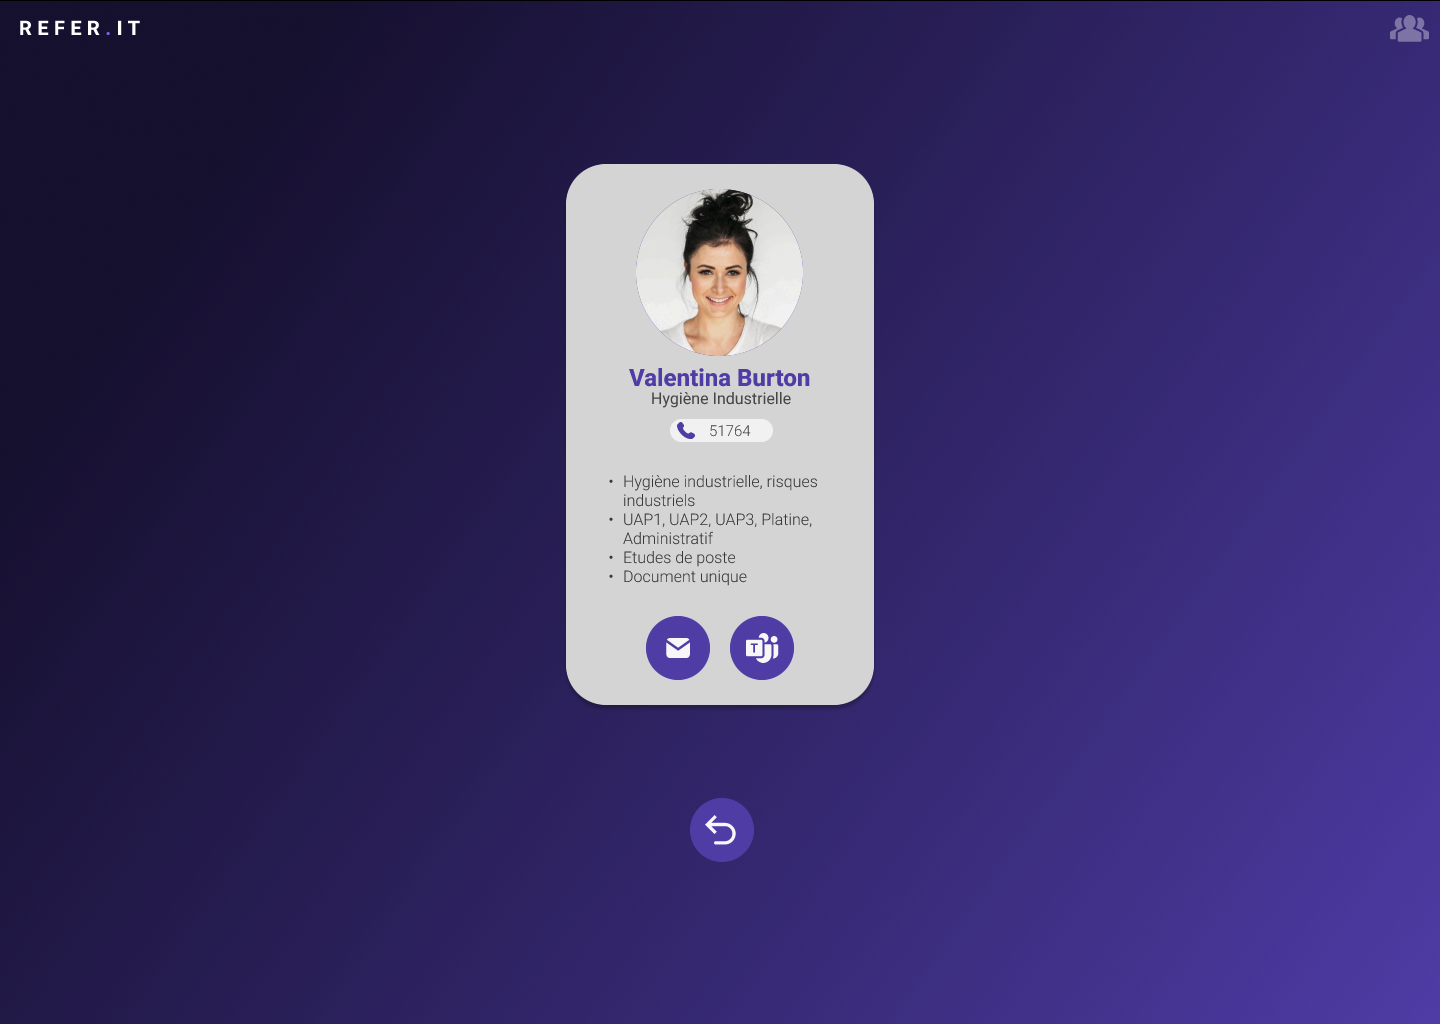 REFER.IT
Valentina Burton
Hygiène Industrielle
51764
• Hygiène industrielle, risques
industriels
• UAP1, UAP2, UAP3, Platine,
Administratif
• Etudes de poste
• Document unique
T